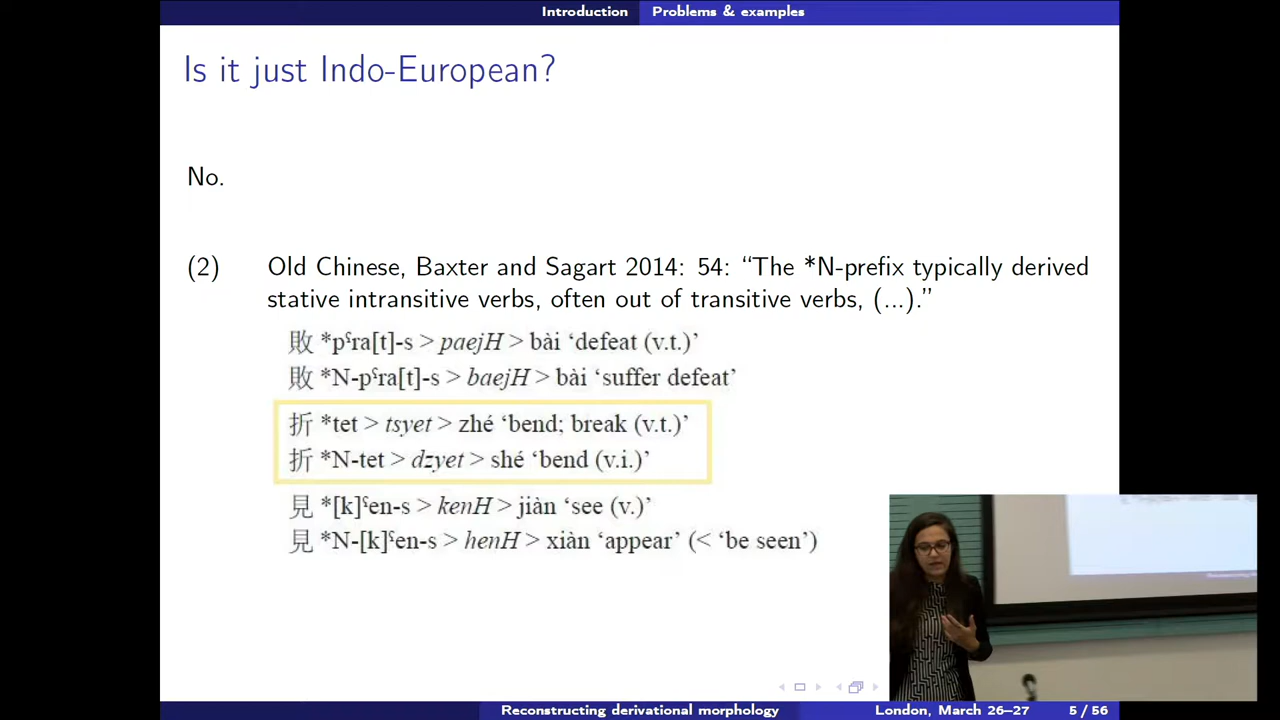 Introduction Problems & examples
Is it just Indo-European?
No.
(2) Old Chinese, Baxter and Sagart 2014: 54: “The *N-prefix typically derived
stative intransitive verbs, often out of transitive verbs, (...).”
敗 *pˤra[t]-s > paejH > bài ‘defeat (v.t.)’
敗 *N-pˤra[t]-s > baejH > bài ‘suffer defeat’
折 *tet > tsyet > zhé ‘bend; break (v.t.)’
折 *N-tet > dzyet > shé ‘bend (v.i.)’
見 *[k]ˤen-s > kenH > jiàn ‘see (v.)’
見 *N-[k]ˤen-s > henH > xiàn ‘appear’ (< ‘be seen’)
Reconstructing derivational morphology London, March 26–27 5 / 56